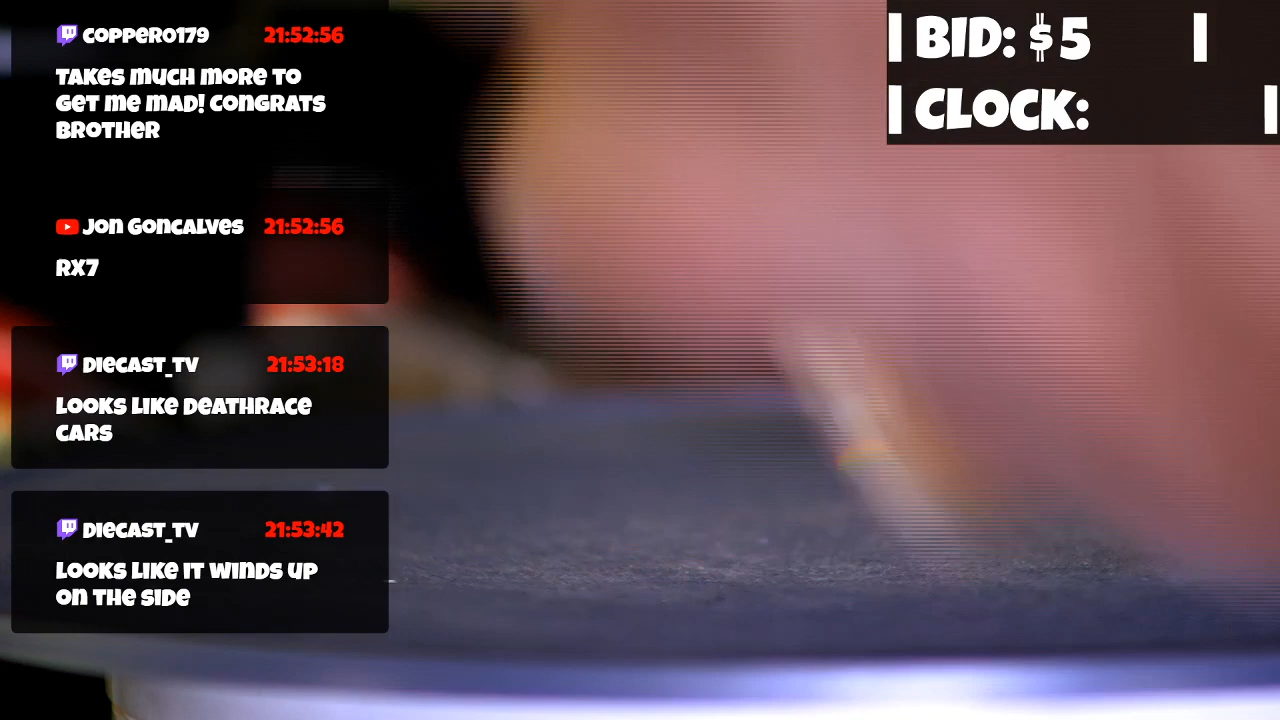 COPPERO179 21:52:56
TAKES MUCH MORE TO
GET ME MAD! CONGRATS
BROTHER
JON GONCALVES 21:52:56
RX7
DIECAST_TV 21:53:18
LOOKS LIKE DEATHRACE
CARS
DIECAST_TV 21:53:42
LOOKS LIKE IT WINDS UP
ON THE SIDE
| BID: $5 |
| CLOCK: |